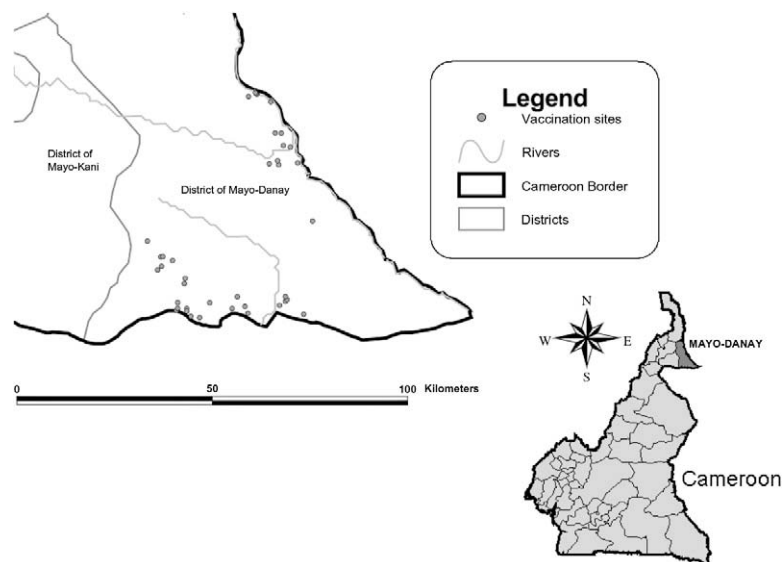 Legend
Vaccination sites
Rivers
Cameroon Border
Districts
District of
Mayo-Kani
District of Mayo-Danay
0 50 100 Kilometers
N
W E
S
MAYO-DANAY
Cameroon